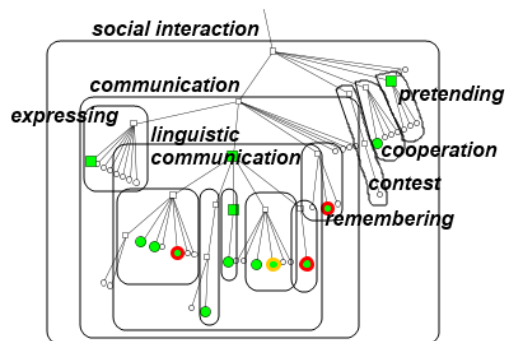 social interaction
communication
pretending
expressing
linguistic
communication
cooperation
contest
remembering